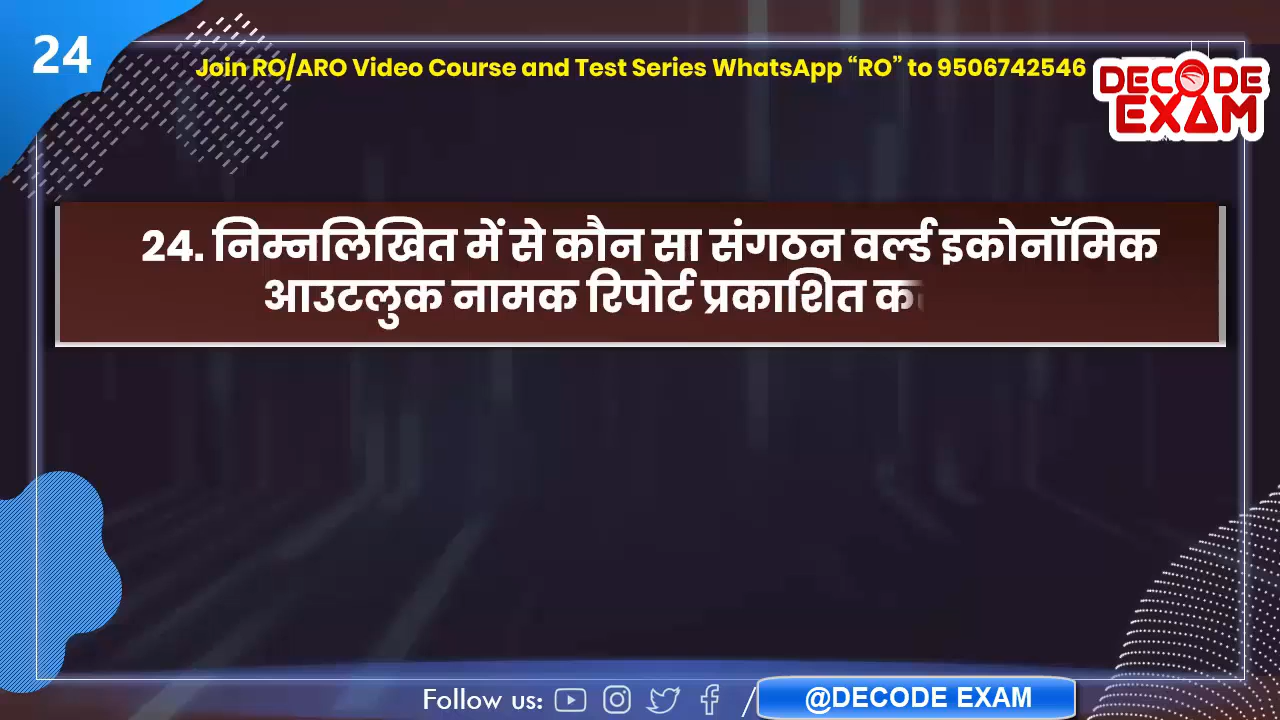 24
Join RO/ARO Video Course and Test Series WhatsApp “RO” to 9506742546
DECODE
EXAM
24. निम्नलिखित में से कौन सा संगठन वर्ल्ड इकोनॉमिक
आउटलुक नामक रिपोर्ट प्रकाशित
Follow us: / @DECODE EXAM